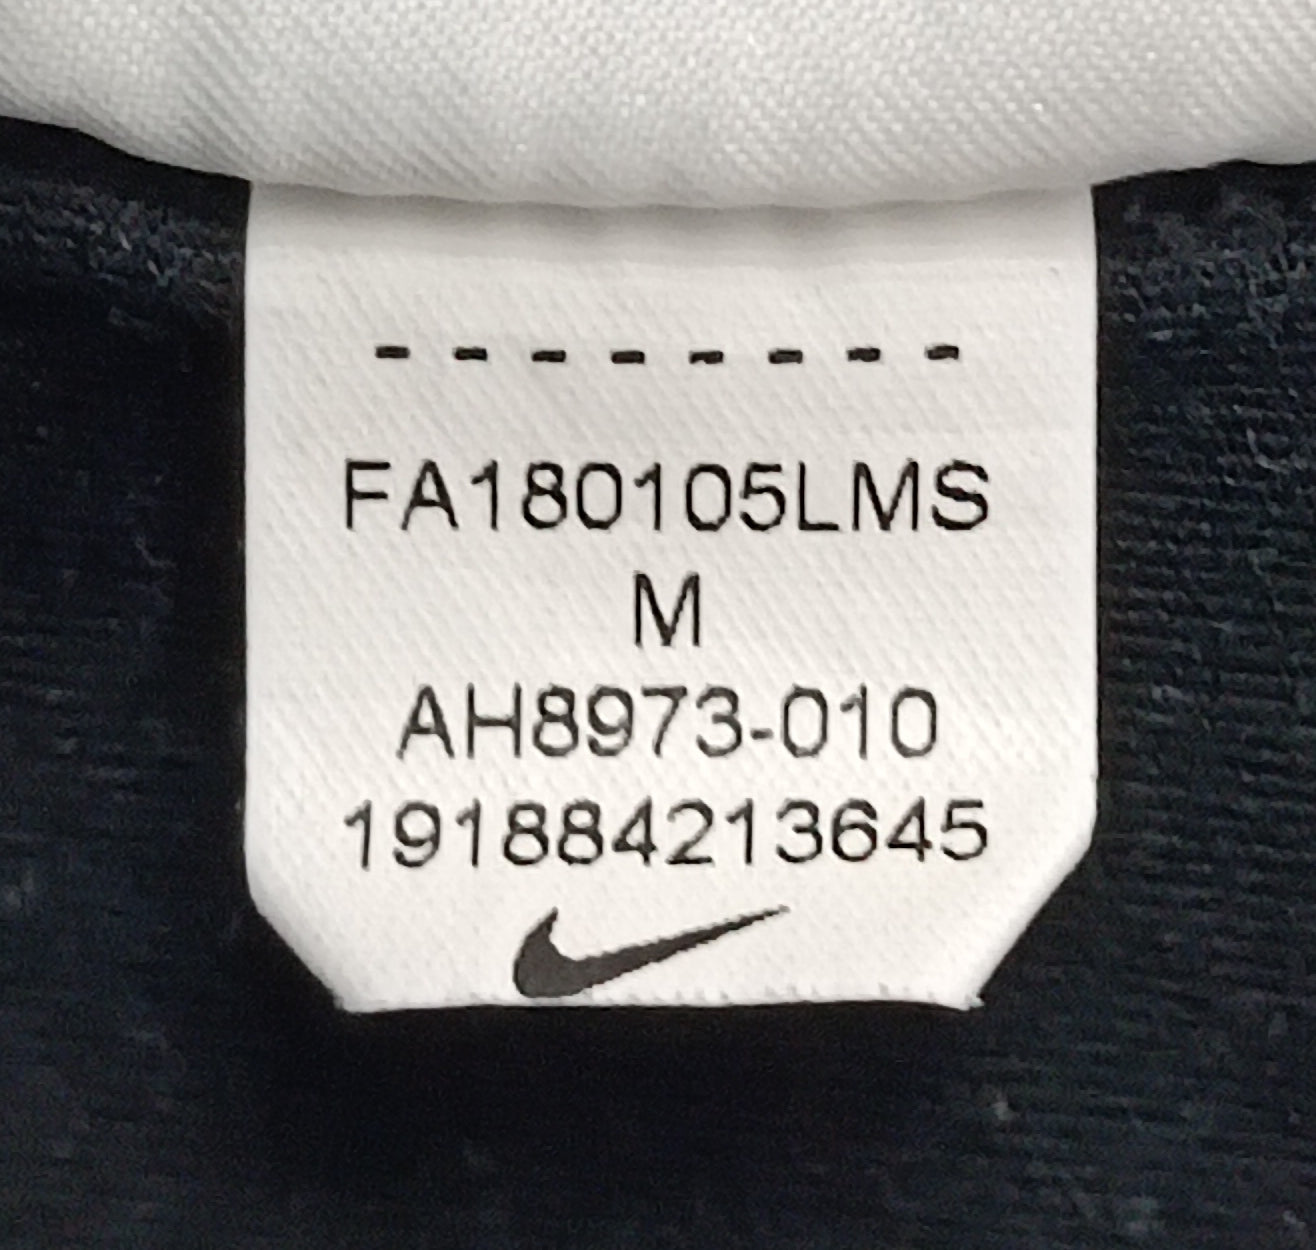 --------
FA180105LMS
M
AH8973-010
191884213645